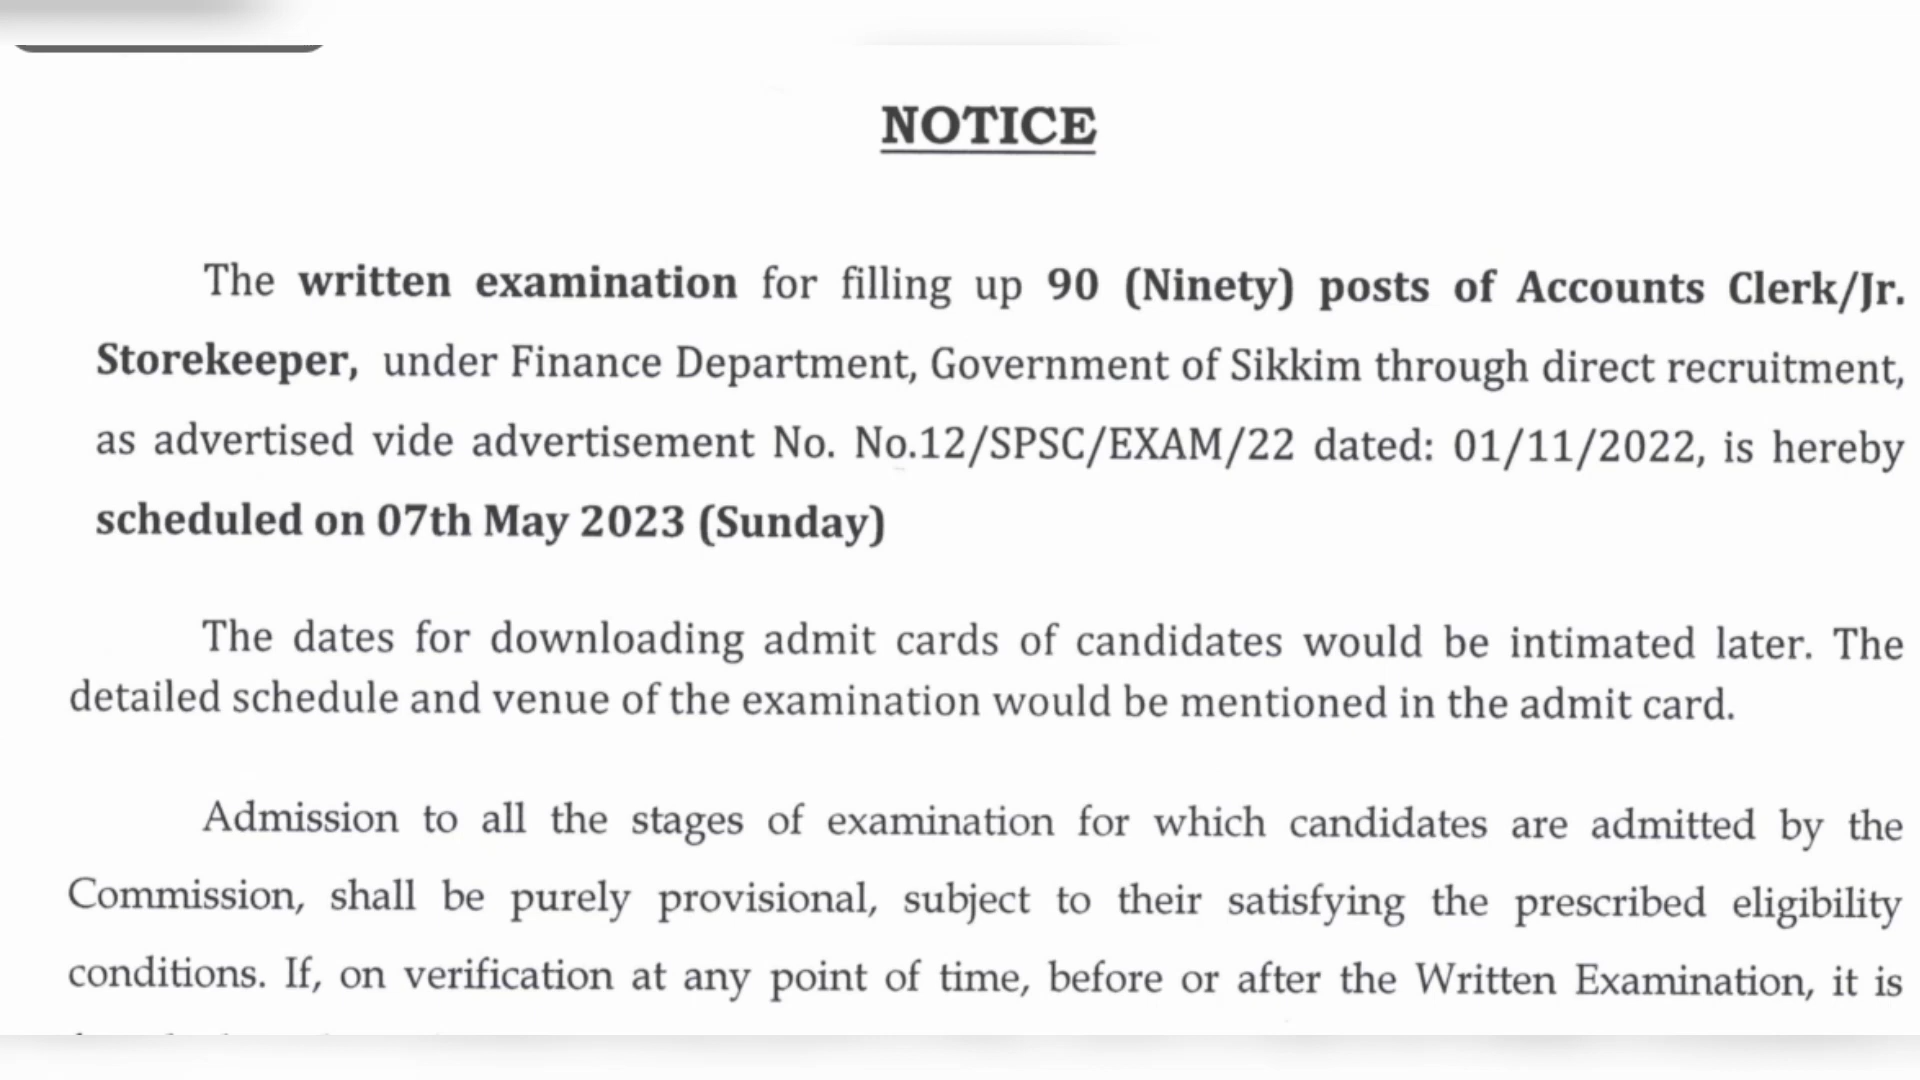 NOTICE
The written examination for filling up 90 (Ninety) posts of Accounts Clerk/Jr.
Storekeeper, under Finance Department, Government of Sikkim through direct recruitment,
as advertised vide advertisement No. No.12/SPSC/EXAM/22 dated: 01/11/2022, is hereby
scheduled on 07th May 2023 (Sunday)
The dates for downloading admit cards of candidates would be intimated later. The
detailed schedule and venue of the examination would be mentioned in the admit card.
Admission to all the stages of examination for which candidates are admitted by the
Commission, shall be purely provisional, subject to their satisfying the prescribed eligibility
conditions. If, on verification at any point of time, before or after the Written Examination, it is